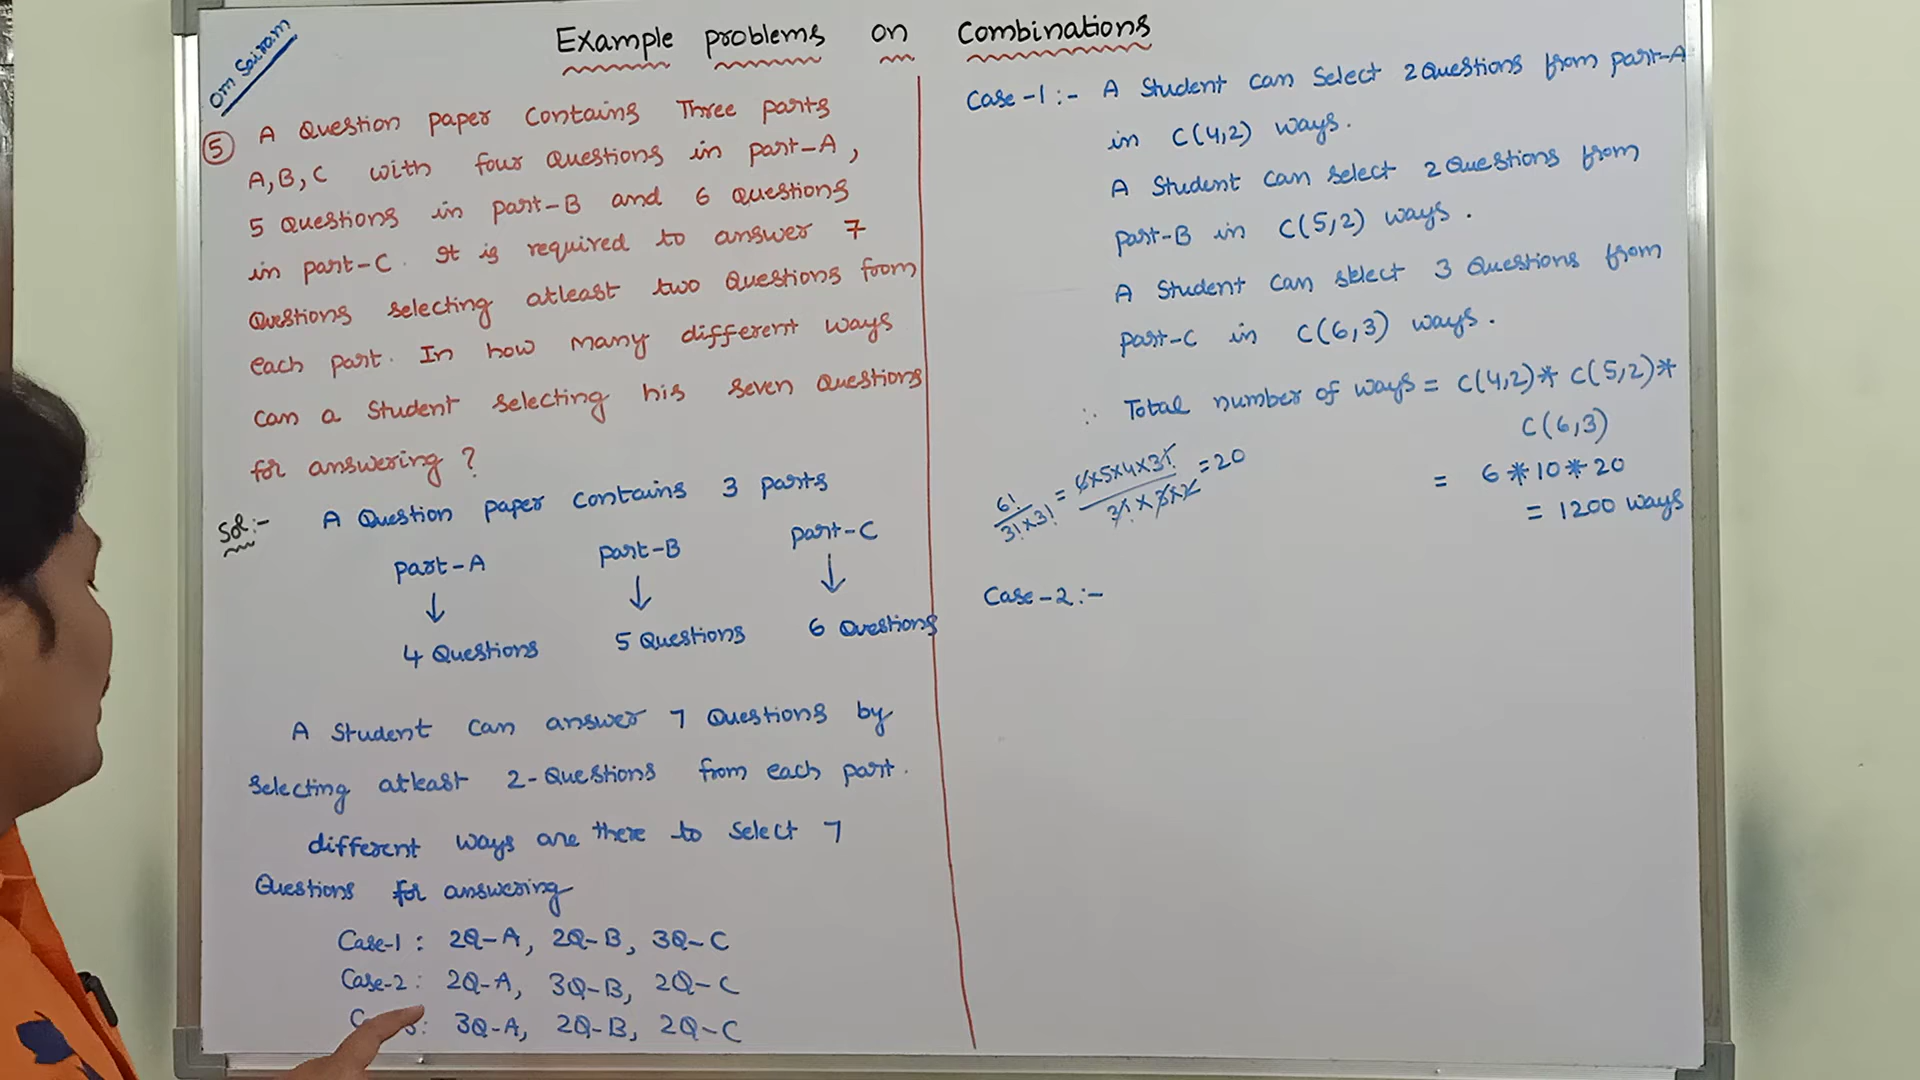 Om Sairam
Example problems on Combinations
5 A Question paper contains Three parts
A, B, C with four Questions in part-A,
5 Questions in part-B and 6 Questions
in part-C. It is required to answer 7
Questions selecting atleast two Questions from
each part. In how many different ways
can a Student selecting his seven Questions
for answering ?
Sol:- A Question paper contains 3 parts
part-A part-B part-C
↓ ↓ ↓
4 Questions 5 Questions 6 Questions
A Student can answer 7 Questions by
Selecting atleast 2-Questions from each part.
different ways are there to select 7
Questions for answering
Case-1 : 2Q-A, 2Q-B, 3Q-C
Case-2: 2Q-A, 3Q-B, 2Q-C
3Q-A, 2Q-B, 2Q-C
Case-1:- A Student can Select 2 Questions from part-A
in C(4,2) ways.
A Student can select 2 Questions from
part-B in C(5,2) ways.
A Student can select 3 Questions from
part-C in C(6,3) ways.
∴ Total number of ways = C(4,2)* C(5,2)*
C(6,3)
6!/3!×3! = 6×5×4×3!/3!×3×2 = 20
= 6*10*20
= 1200 ways
Case-2:-